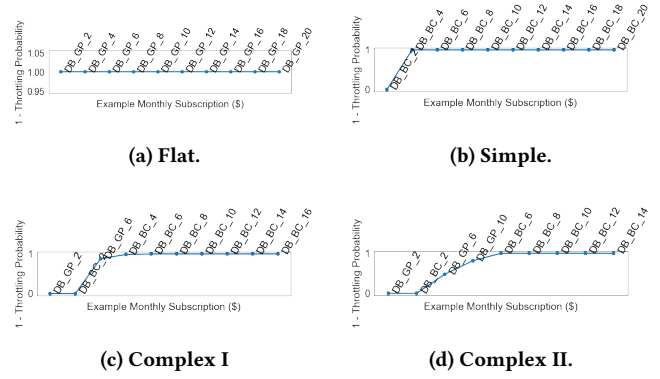 1 - Throttling Probability
1.05
1.00
0.95
DB_GP_2
DB_GP_4
DB_GP_6
DB_GP_8
DB_GP_10
DB_GP_12
DB_GP_14
DB_GP_16
DB_GP_18
DB_GP_20
Example Monthly Subscription ($)
(a) Flat.
1 - Throttling Probability
1
0
DB_BC_2
DB_BC_4
DB_BC_6
DB_BC_8
DB_BC_10
DB_BC_12
DB_BC_14
DB_BC_16
DB_BC_18
DB_BC_20
Example Monthly Subscription ($)
(b) Simple.
1 - Throttling Probability
1
0
DB_GP_2
DB_BC_2
DB_GP_6
DB_BC_4
DB_BC_6
DB_BC_8
DB_BC_10
DB_BC_12
DB_BC_14
DB_BC_16
Example Monthly Subscription ($)
(c) Complex I
1 - Throttling Probability
1
0
DB_GP_2
DB_BC_2
DB_GP_6
DB_GP_10
DB_BC_6
DB_BC_8
DB_BC_10
DB_BC_12
DB_BC_14
Example Monthly Subscription ($)
(d) Complex II.